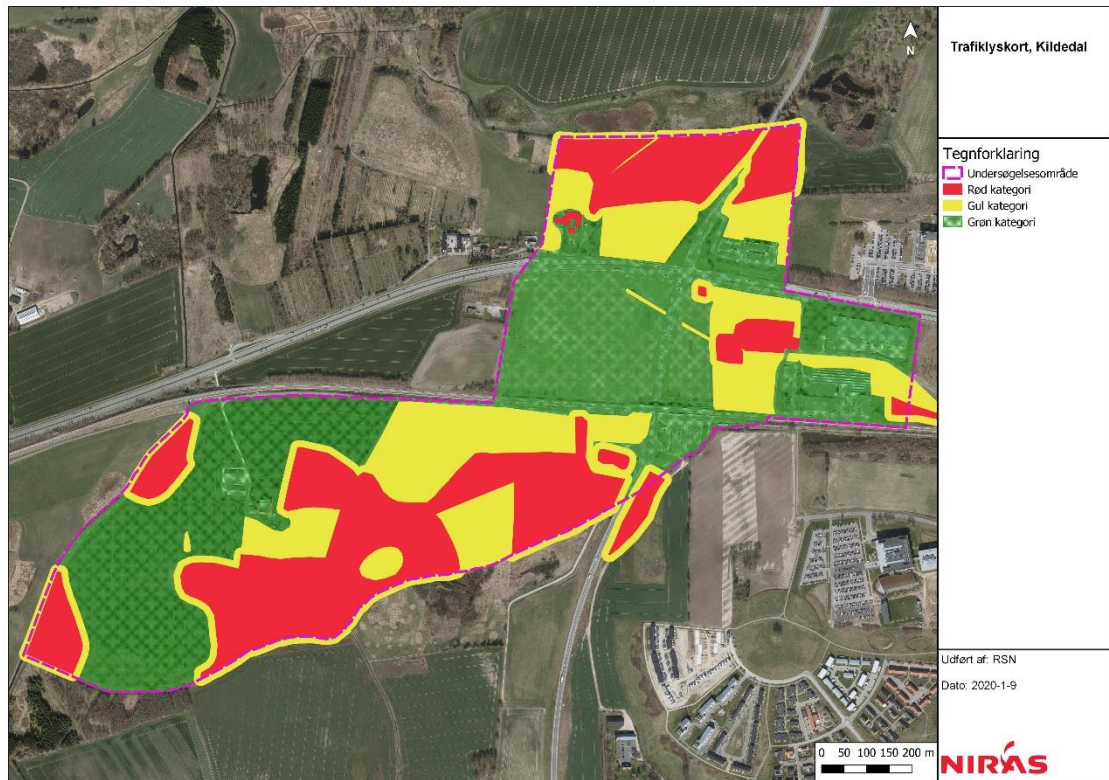 N
Trafiklyskort, Kildedal
Tegnforklaring
Undersøgelsesområde
Rød kategori
Gul kategori
Grøn kategori
Udført af: RSN
Dato: 2020-1-9
0 50 100 150 200 m
NIRAS